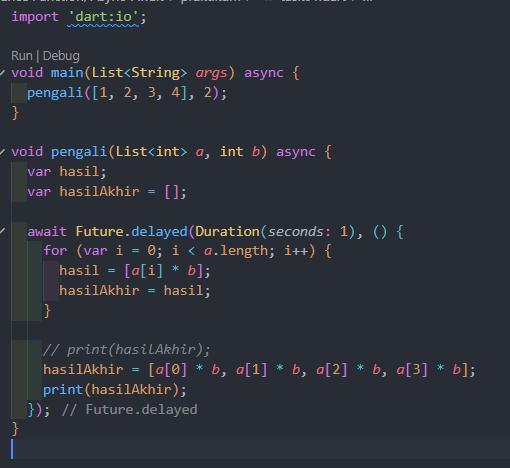 import 'dart:io';
Run | Debug
void main(List<String> args) async {
  pengali([1, 2, 3, 4], 2);
}
void pengali(List<int> a, int b) async {
  var hasil;
  var hasilAkhir = [];
  await Future.delayed(Duration(seconds: 1), () {
    for (var i = 0; i < a.length; i++) {
      hasil = [a[i] * b];
      hasilAkhir = hasil;
    }
    // print(hasilAkhir);
    hasilAkhir = [a[0] * b, a[1] * b, a[2] * b, a[3] * b];
    print(hasilAkhir);
  }); // Future.delayed
}